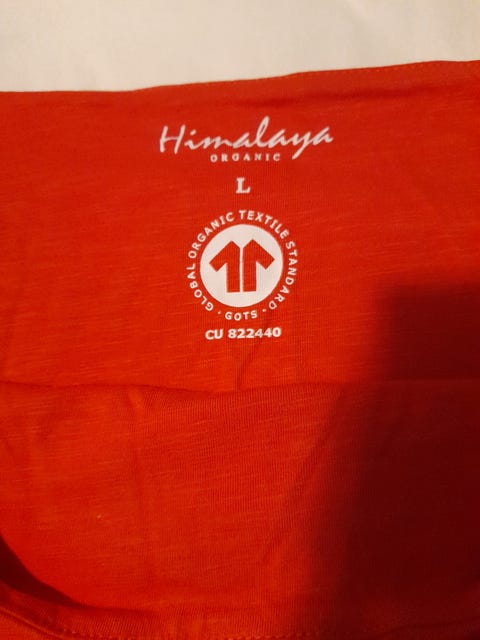 Himalaya
ORGANIC
L
GLOBAL ORGANIC TEXTILE STANDARD
· GOTS ·
CU 822440